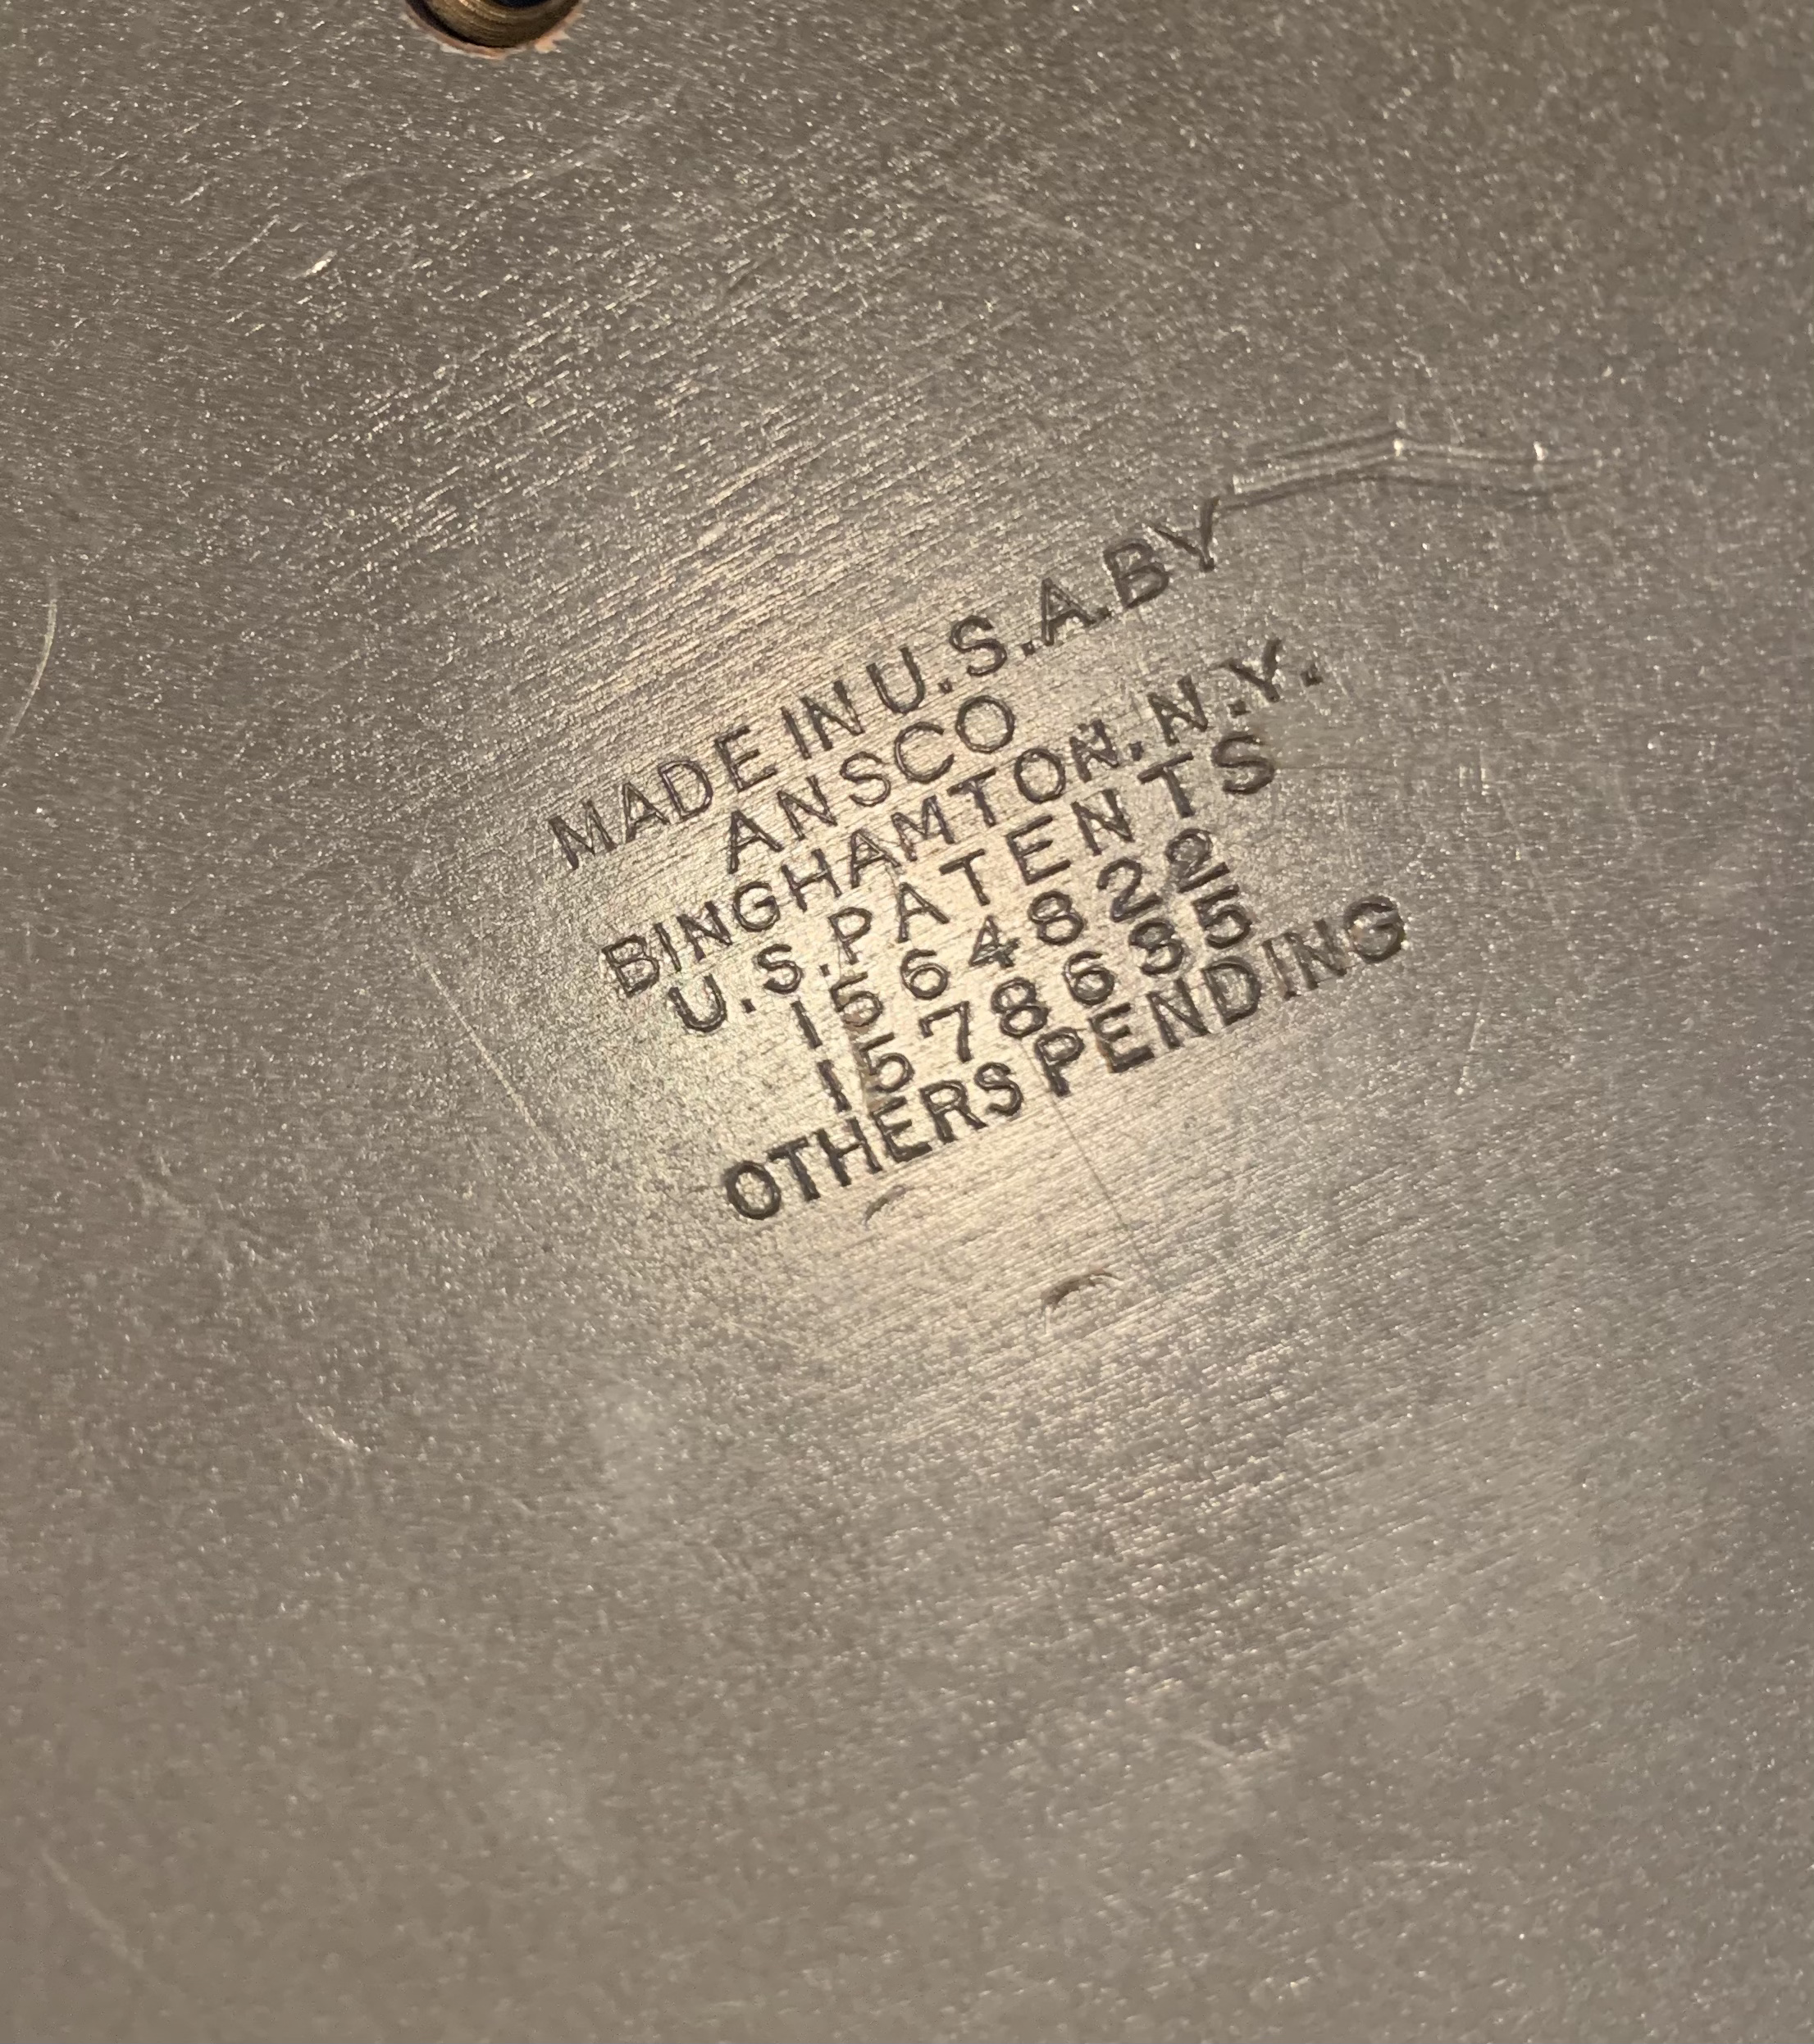 MADE IN U.S.A. BY
ANSCO
BINGHAMTON. N.Y.
U.S. PATENTS
1564822
1578635
OTHERS PENDING